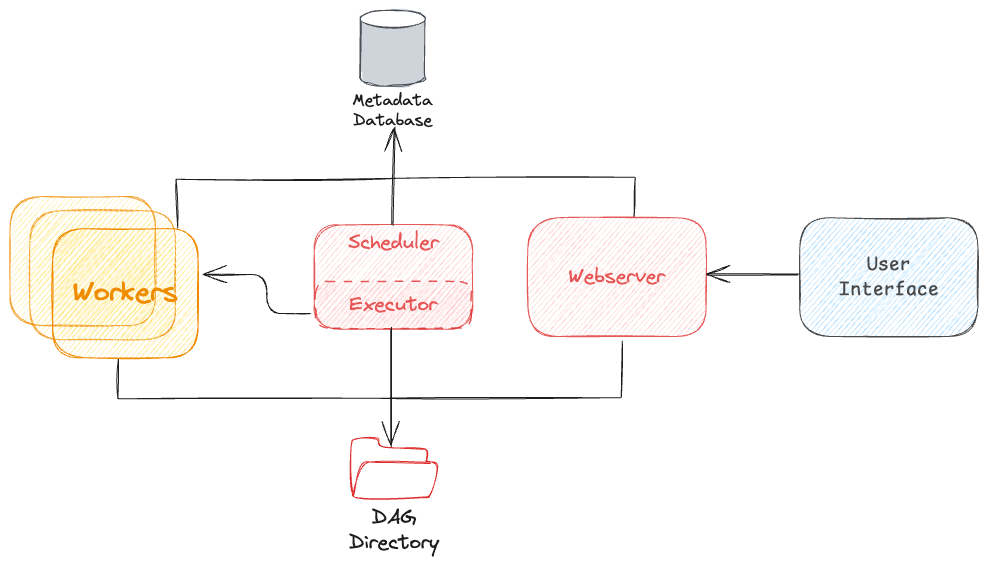 Metadata
Database
Scheduler
Executor
Workers
Webserver
User
Interface
DAG
Directory